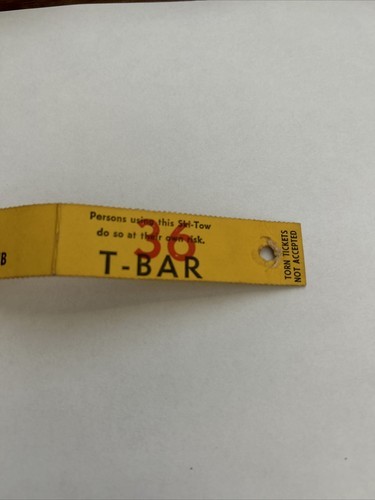 B
Persons using this Ski-Tow
do so at their own risk.
36
T-BAR
TORN TICKETS
NOT ACCEPTED